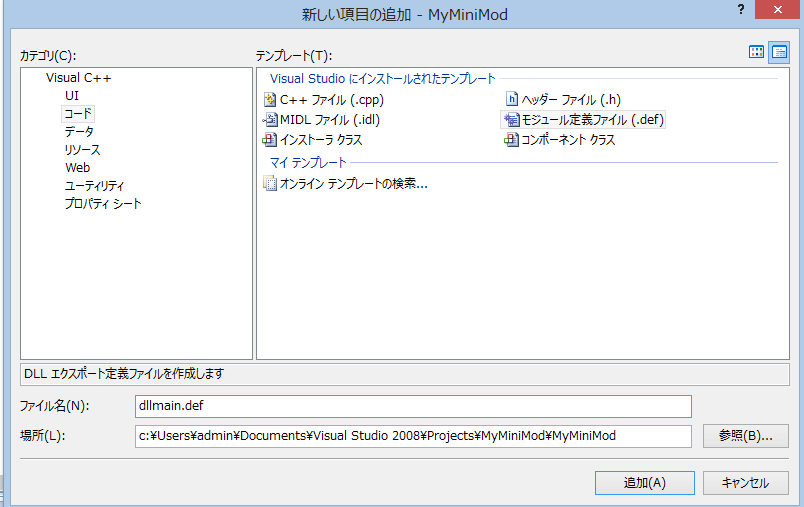 新しい項目の追加 - MyMiniMod
?
カテゴリ(C):
テンプレート(T):
Visual C++
UI
コード
データ
リソース
Web
ユーティリティ
プロパティ シート
Visual Studio にインストールされたテンプレート
C++ ファイル (.cpp)
ヘッダー ファイル (.h)
MIDL ファイル (.idl)
モジュール定義ファイル (.def)
インストーラ クラス
コンポーネント クラス
マイ テンプレート
オンライン テンプレートの検索...
DLL エクスポート定義ファイルを作成します
ファイル名(N):
dllmain.def
場所(L):
c:¥Users¥admin¥Documents¥Visual Studio 2008¥Projects¥MyMiniMod¥MyMiniMod
参照(B)...
追加(A)
キャンセル